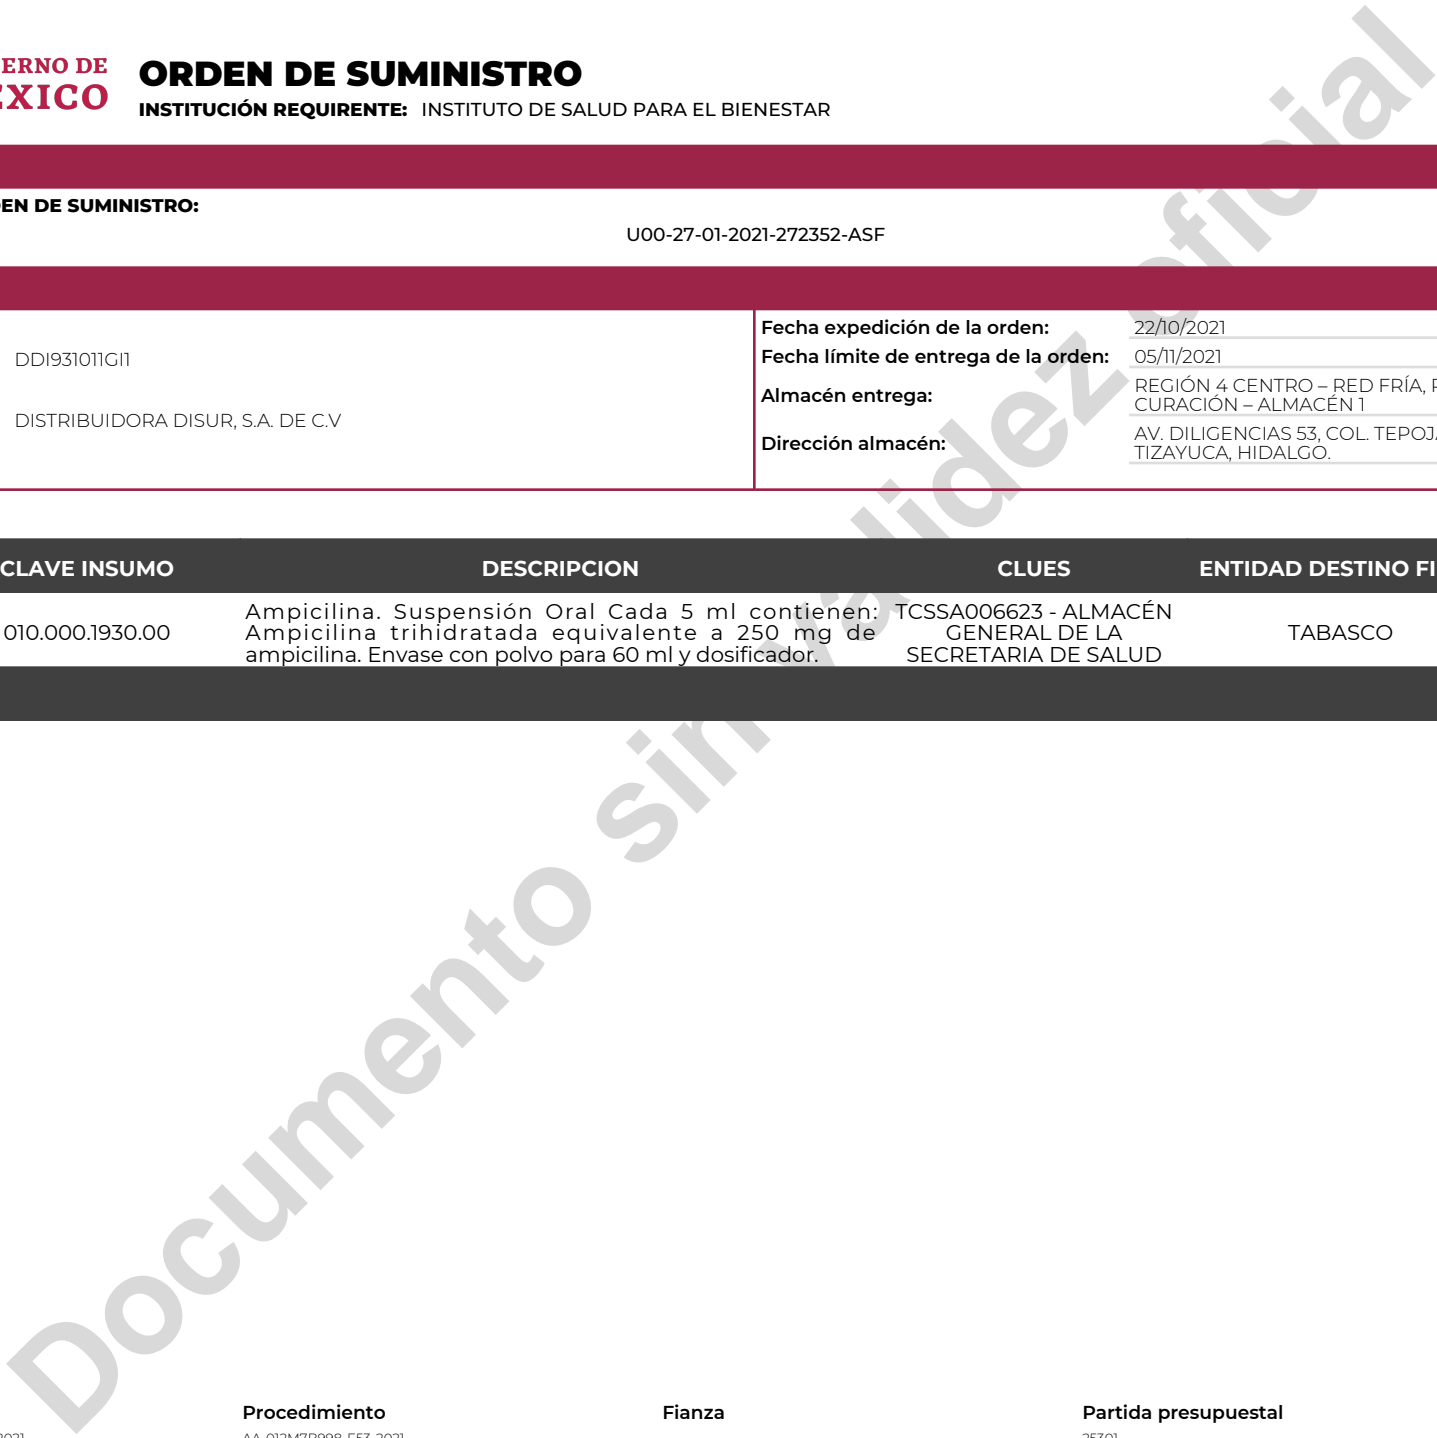 ERNO DE
ORDEN DE SUMINISTRO
EXICO
INSTITUCIÓN REQUIRENTE: INSTITUTO DE SALUD PARA EL BIENESTAR
EN DE SUMINISTRO:
U00-27-01-2021-272352-ASF
DDI931011GI1
DISTRIBUIDORA DISUR, S.A. DE C.V
Fecha expedición de la orden: 22/10/2021
Fecha límite de entrega de la orden: 05/11/2021
Almacén entrega: REGIÓN 4 CENTRO – RED FRÍA,
CURACIÓN – ALMACÉN 1
Dirección almacén: AV. DILIGENCIAS 53, COL. TEPOJA
TIZAYUCA, HIDALGO.
CLAVE INSUMO DESCRIPCION CLUES ENTIDAD DESTINO FI
010.000.1930.00
Ampicilina. Suspensión Oral Cada 5 ml contienen:
Ampicilina trihidratada equivalente a 250 mg de
ampicilina. Envase con polvo para 60 ml y dosificador.
TCSSA006623 - ALMACÉN
GENERAL DE LA
SECRETARIA DE SALUD
TABASCO
Documento sin validez oficial
Procedimiento Fianza Partida presupuestal